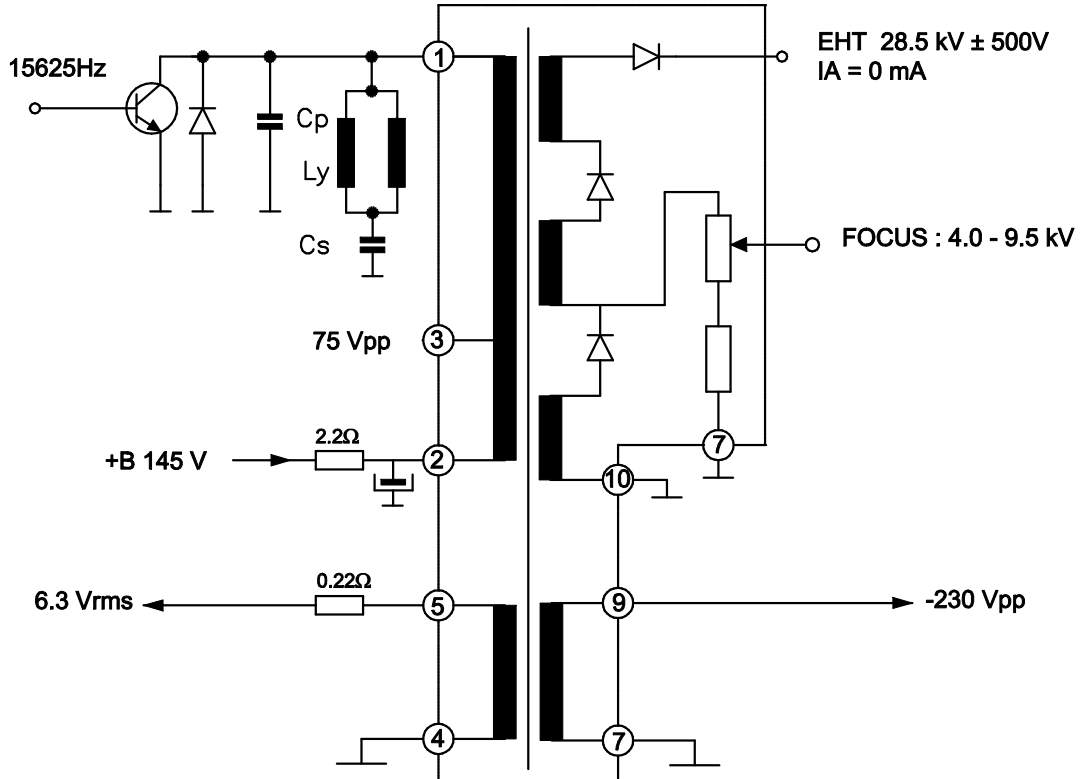 EHT 28.5 kV ± 500V
IA = 0 mA
15625Hz
1
Cp
Ly
Cs
FOCUS : 4.0 - 9.5 kV
75 Vpp
3
+B 145 V
2.2Ω
2
7
10
6.3 Vrms
0.22Ω
5
9
-230 Vpp
4
7